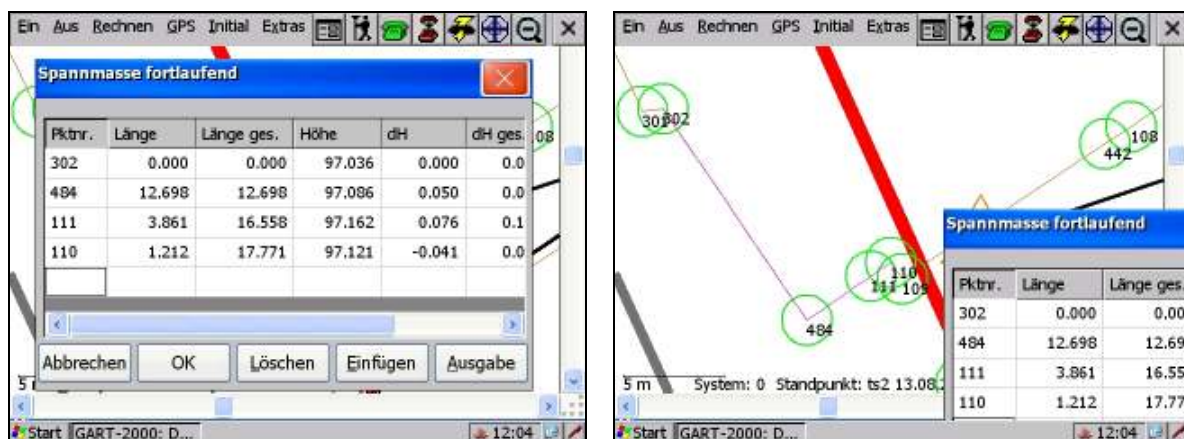 Ein Aus Rechnen GPS Initial Extras
Spannmasse fortlaufend
Pktnr. Länge Länge ges. Höhe dH dH ges.
302 0.000 0.000 97.036 0.000 0.0
484 12.698 12.698 97.086 0.050 0.0
111 3.861 16.558 97.162 0.076 0.1
110 1.212 17.771 97.121 -0.041 0.0
Abbrechen OK Löschen Einfügen Ausgabe
108
5
Start GART-2000: D... 12:04
Ein Aus Rechnen GPS Initial Extras
301 302
108
442
110
111 109
484
Spannmasse fortlaufend
Pktnr. Länge Länge ges.
302 0.000 0.00
484 12.698 12.69
111 3.861 16.55
110 1.212 17.77
5 m System: 0 Standpunkt: ts2 13.08.2
Start GART-2000: D... 12:04